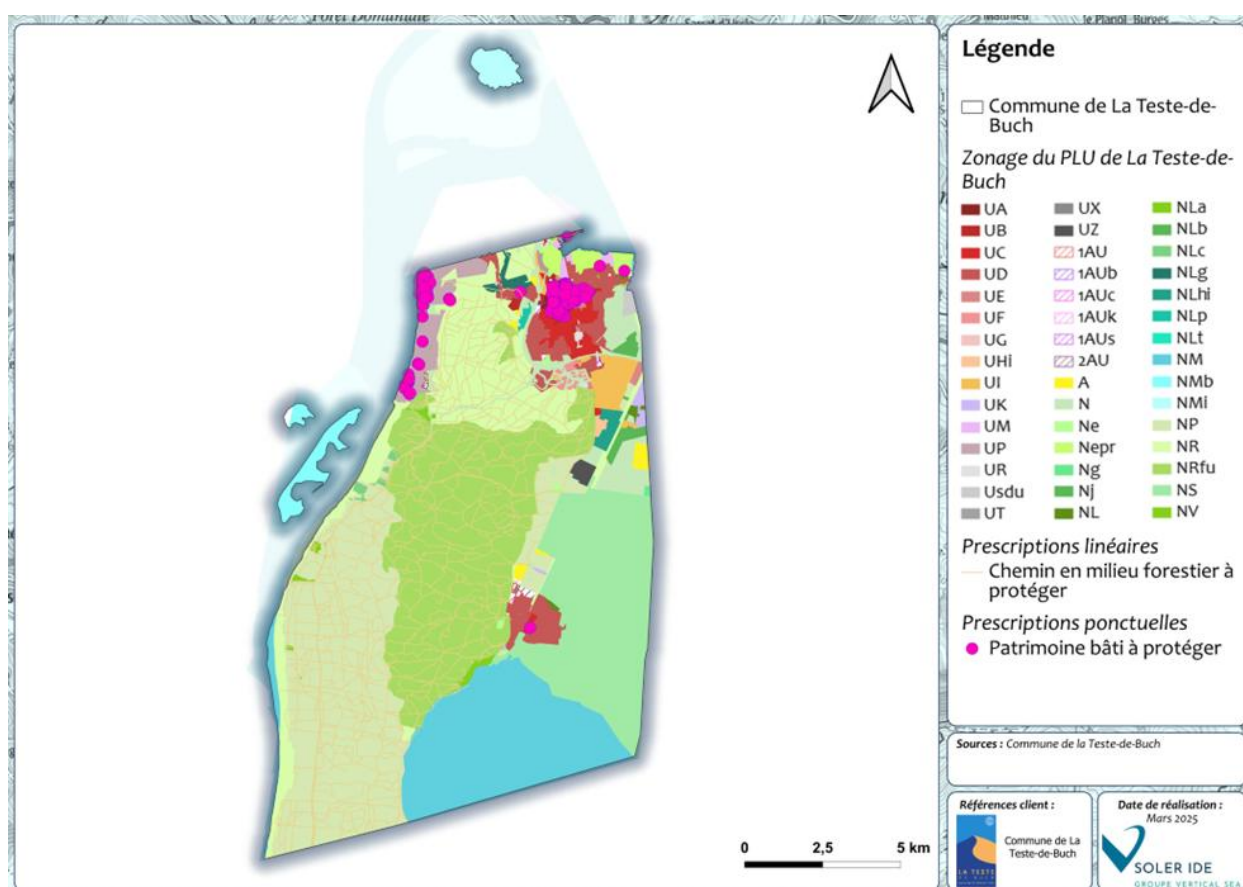 Légende
Commune de La Teste-de-
Buch
Zonage du PLU de La Teste-de-
Buch
UA
UB
UC
UD
UE
UF
UG
UHi
UI
UK
UM
UP
UR
Usdu
UT
UX
UZ
1AU
1AUb
1AUc
1AUk
1AUs
2AU
A
N
Ne
Nepr
Ng
Nj
NL
NLa
NLb
NLc
NLg
NLhi
NLp
NLt
NM
NMb
NMi
NP
NR
NRfu
NS
NV
Prescriptions linéaires
Chemin en milieu forestier à
protéger
Prescriptions ponctuelles
Patrimoine bâti à protéger
0 2,5 5 km
Sources : Commune de la Teste-de-Buch
Références client :
LA TESTE
DE BUCH
Commune de La
Teste-de-Buch
Date de réalisation :
Mars 2025
SOLER IDE
GROUPE VERTICAL SEA